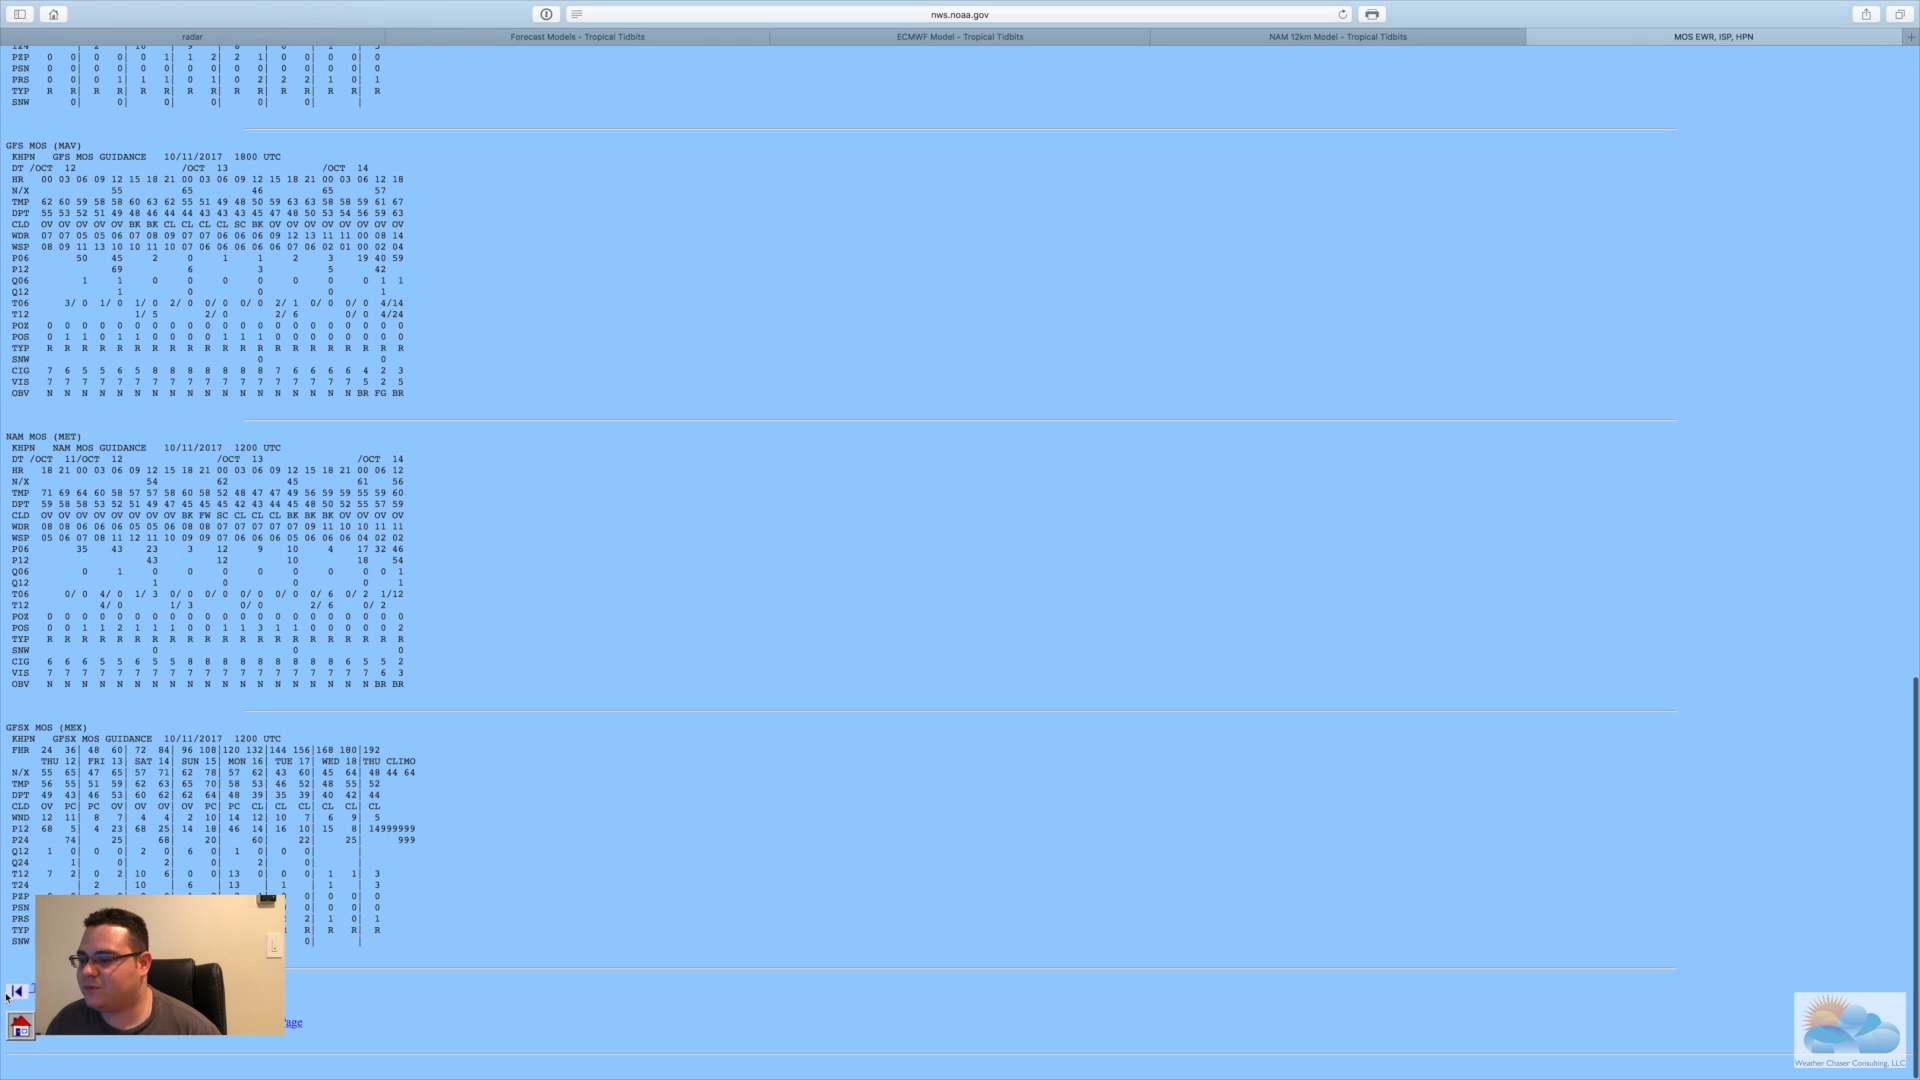 nws.noaa.gov
radar
Forecast Models - Tropical Tidbits
ECMWF Model - Tropical Tidbits
NAM 12km Model - Tropical Tidbits
MOS EWR, ISP, HPN
PZP 0 0| 0 0| 0 1| 1 2| 2 1| 0 0| 0 0| 0
PSN 0 0| 0 0| 0 0| 0 0| 0 0| 0 0| 0 0| 0
PRS 0 0| 0 1| 1 1| 0 1| 0 2| 2 2| 1 0| 1
TYP R R| R R| R R| R R| R R| R R| R R| R
SNW 0| 0| 0| 0| 0| 0| |
GFS MOS (MAV)
KHPN GFS MOS GUIDANCE 10/11/2017 1800 UTC
DT /OCT 12 /OCT 13 /OCT 14
HR 00 03 06 09 12 15 18 21 00 03 06 09 12 15 18 21 00 03 06 12 18
N/X 55 65 46 65 57
TMP 62 60 59 58 58 60 63 62 55 51 49 48 50 59 63 63 58 58 59 61 67
DPT 55 53 52 51 49 48 46 44 44 43 43 43 45 47 48 50 53 54 56 59 63
CLD OV OV OV OV OV BK BK CL CL CL CL SC BK OV OV OV OV OV OV OV OV
WDR 07 07 05 05 06 07 08 09 07 07 06 06 06 09 12 13 11 11 00 08 14
WSP 08 09 11 13 10 10 11 10 07 06 06 06 06 06 07 06 02 01 00 02 04
P06 50 45 2 0 1 1 2 3 19 40 59
P12 69 6 3 5 42
Q06 1 1 0 0 0 0 0 0 0 1 1
Q12 1 0 0 0 1
T06 3/ 0 1/ 0 1/ 0 2/ 0 0/ 0 0/ 0 2/ 1 0/ 0 0/ 0 4/14
T12 1/ 5 2/ 0 2/ 6 0/ 0 4/24
POZ 0 0 0 0 0 0 0 0 0 0 0 0 0 0 0 0 0 0 0 0 0
POS 0 1 1 0 1 1 0 0 0 0 1 1 1 0 0 0 0 0 0 0 0
TYP R R R R R R R R R R R R R R R R R R R R R
SNW 0 0
CIG 7 6 5 5 6 5 8 8 8 8 8 8 8 7 6 6 6 6 4 2 3
VIS 7 7 7 7 7 7 7 7 7 7 7 7 7 7 7 7 7 7 5 2 5
OBV N N N N N N N N N N N N N N N N N N BR FG BR
NAM MOS (MET)
KHPN NAM MOS GUIDANCE 10/11/2017 1200 UTC
DT /OCT 11/OCT 12 /OCT 13 /OCT 14
HR 18 21 00 03 06 09 12 15 18 21 00 03 06 09 12 15 18 21 00 06 12
N/X 54 62 45 61 56
TMP 71 69 64 60 58 57 57 58 60 58 52 48 47 47 49 56 59 59 55 59 60
DPT 59 58 58 53 52 51 49 47 45 45 45 42 43 44 45 48 50 52 55 57 59
CLD OV OV OV OV OV OV OV OV BK FW SC CL CL CL BK BK BK OV OV OV OV
WDR 08 08 06 06 06 05 05 06 08 08 07 07 07 07 07 09 11 10 10 11 11
WSP 05 06 07 08 11 12 11 10 09 09 07 06 06 06 05 06 06 06 04 02 02
P06 35 43 23 3 12 9 10 4 17 32 46
P12 43 12 10 18 54
Q06 0 1 0 0 0 0 0 0 0 0 1
Q12 1 0 0 0 1
T06 0/ 0 4/ 0 1/ 3 0/ 0 0/ 0 0/ 0 0/ 0 0/ 6 0/ 2 1/12
T12 4/ 0 1/ 3 0/ 0 2/ 6 0/ 2
POZ 0 0 0 0 0 0 0 0 0 0 0 0 0 0 0 0 0 0 0 0 0
POS 0 0 1 1 2 1 1 1 0 0 1 1 3 1 1 0 0 0 0 0 2
TYP R R R R R R R R R R R R R R R R R R R R R
SNW 0 0 0
CIG 6 6 6 5 5 6 5 5 8 8 8 8 8 8 8 8 8 6 5 5 2
VIS 7 7 7 7 7 7 7 7 7 7 7 7 7 7 7 7 7 7 7 6 3
OBV N N N N N N N N N N N N N N N N N N N BR BR
GFSX MOS (MEX)
KHPN GFSX MOS GUIDANCE 10/11/2017 1200 UTC
FHR 24 36| 48 60| 72 84| 96 108|120 132|144 156|168 180|192
THU 12| FRI 13| SAT 14| SUN 15| MON 16| TUE 17| WED 18|THU CLIMO
N/X 55 65| 47 65| 57 71| 62 78| 57 62| 43 60| 45 64| 48 44 64
TMP 56 55| 51 59| 62 63| 65 70| 58 53| 46 52| 48 55| 52
DPT 49 43| 46 53| 60 62| 62 64| 48 39| 35 39| 40 42| 44
CLD OV PC| PC OV| OV OV| OV PC| PC CL| CL CL| CL CL| CL
WND 12 11| 8 7| 4 4| 2 10| 14 12| 10 7| 6 9| 5
P12 68 5| 4 23| 68 25| 14 18| 46 14| 16 10| 15 8| 14999999
P24 74| 25| 68| 20| 60| 22| 25| 999
Q12 1 0| 0 0| 2 0| 6 0| 1 0| 0 0| |
Q24 1| 0| 2| 0| 2| 0| |
T12 7 2| 0 2| 10 6| 0 0| 13 0| 0 0| 1 1| 3
T24 | 2 | 10 | 6 | 13 | 1 | 1 | 3
PZP 0| 0 0| 0
PSN 0| 0 0| 0
PRS 2| 1 0| 1
TYP R| R R| R
SNW 0| |
Page
Weather Chaser Consulting, LLC